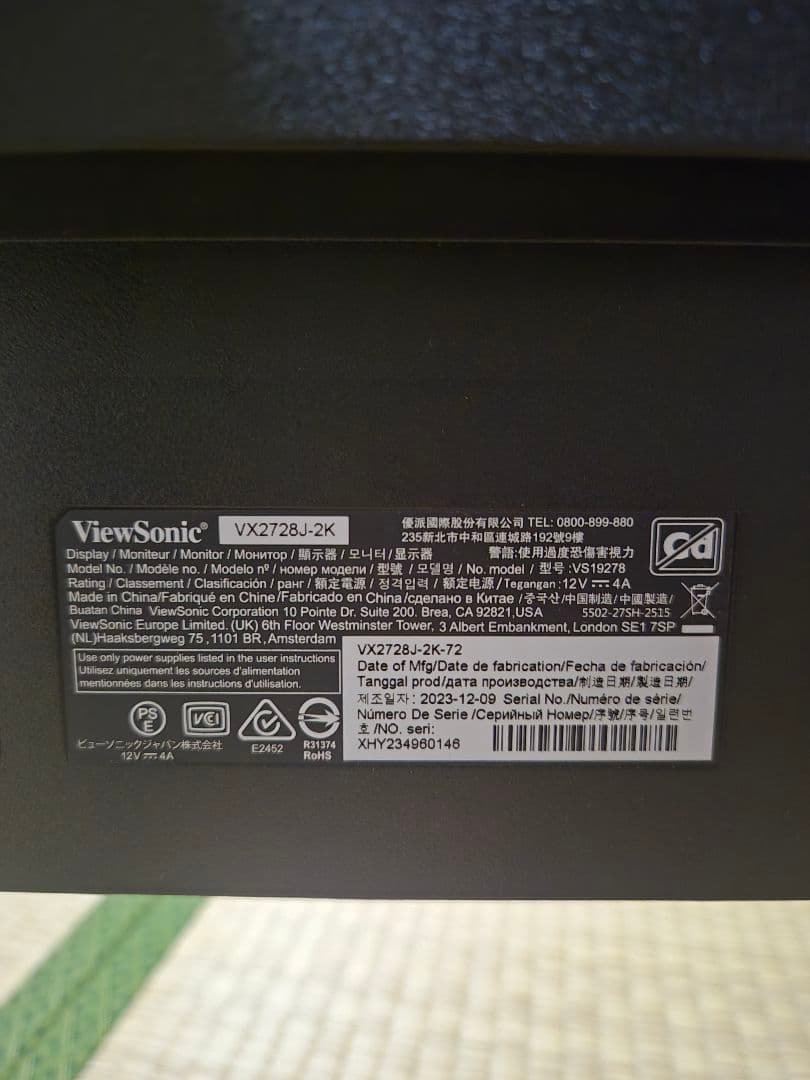 ViewSonic® VX2728J-2K
優派國際股份有限公司 TEL: 0800-899-880
235新北市中和區連城路192號9樓
警語:使用過度恐傷害視力
Display / Moniteur / Monitor / Монитор / 顯示器 / 모니터 / 显示器
Model No. / Modèle no. / Modelo nº / номер модели / 型號 / 모델명 / No. model / 型号 :VS19278
Rating / Classement / Clasificación / ранг / 額定電源 / 정격입력 / 额定电源 / Tegangan : 12V ⎓ 4A
Made in China/Fabriqué en Chine/Fabricado en China/сделано в Китае /중국산/中国制造/中國製造/
Buatan China ViewSonic Corporation 10 Pointe Dr. Suite 200. Brea, CA 92821,USA 5502-27SH-2515
ViewSonic Europe Limited. (UK) 6th Floor Westminster Tower, 3 Albert Embankment, London SE1 7SP
(NL)Haaksbergweg 75 ,1101 BR, Amsterdam
Use only power supplies listed in the user instructions
Utilisez uniquement les sources d'alimentation
mentionnées dans les instructions d'utilisation.
PS
E
VCI
E2452
R31374
RoHS
ビューソニックジャパン株式会社
12V ⎓ 4A
VX2728J-2K-72
Date of Mfg/Date de fabrication/Fecha de fabricación/
Tanggal prod/дата производства/制造日期/製造日期/
제조일자 : 2023-12-09 Serial No./Numéro de série/
Número De Serie /Серийный Номер/序號/序号/일련번
호 /NO. seri:
XHY234960146
Cd